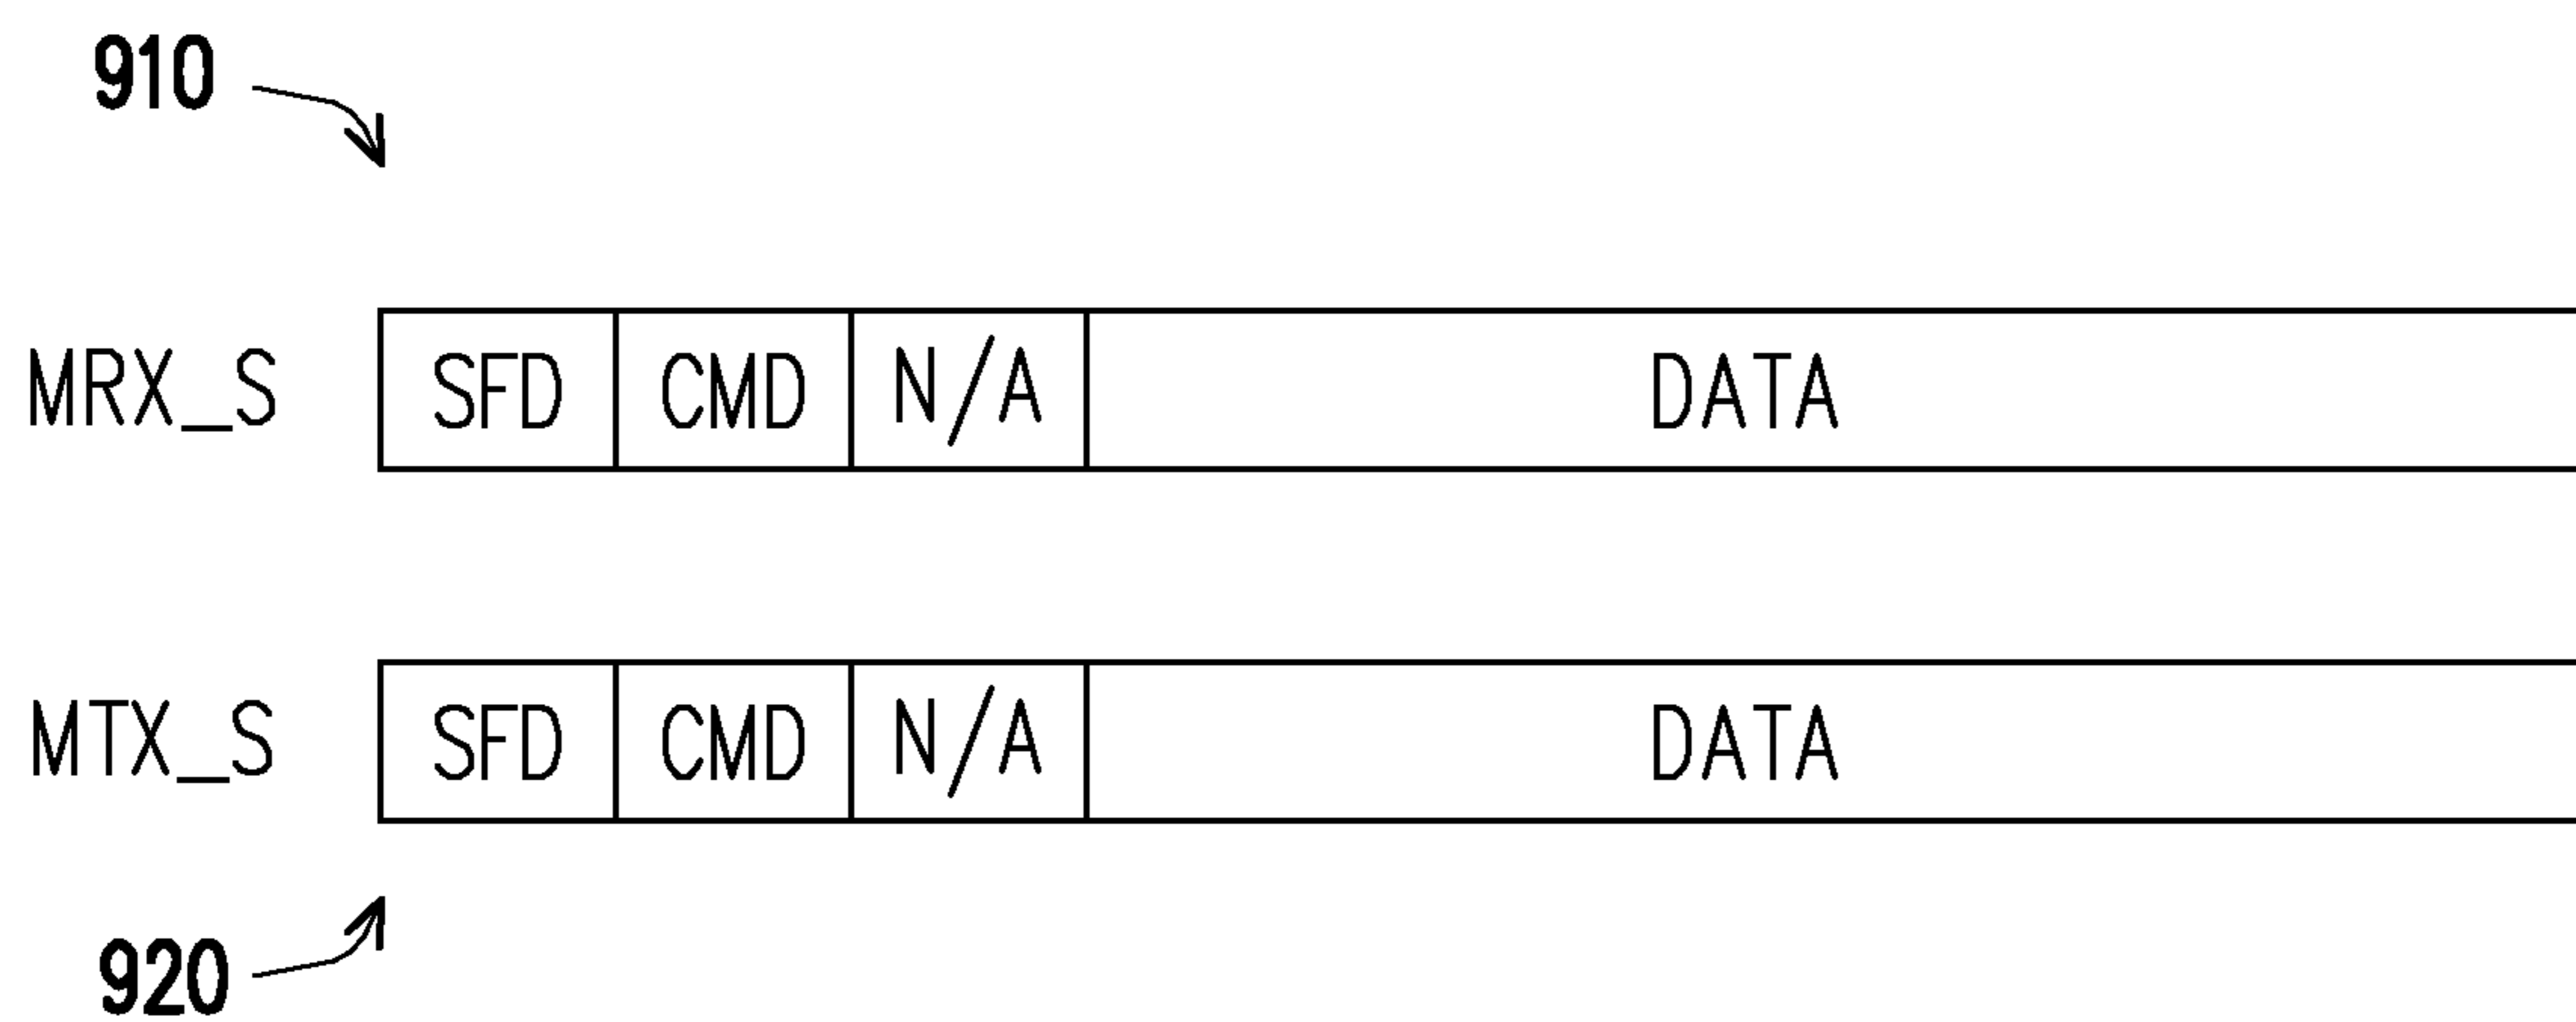 910
MRX_S SFD CMD N/A DATA
MTX_S SFD CMD N/A DATA
920